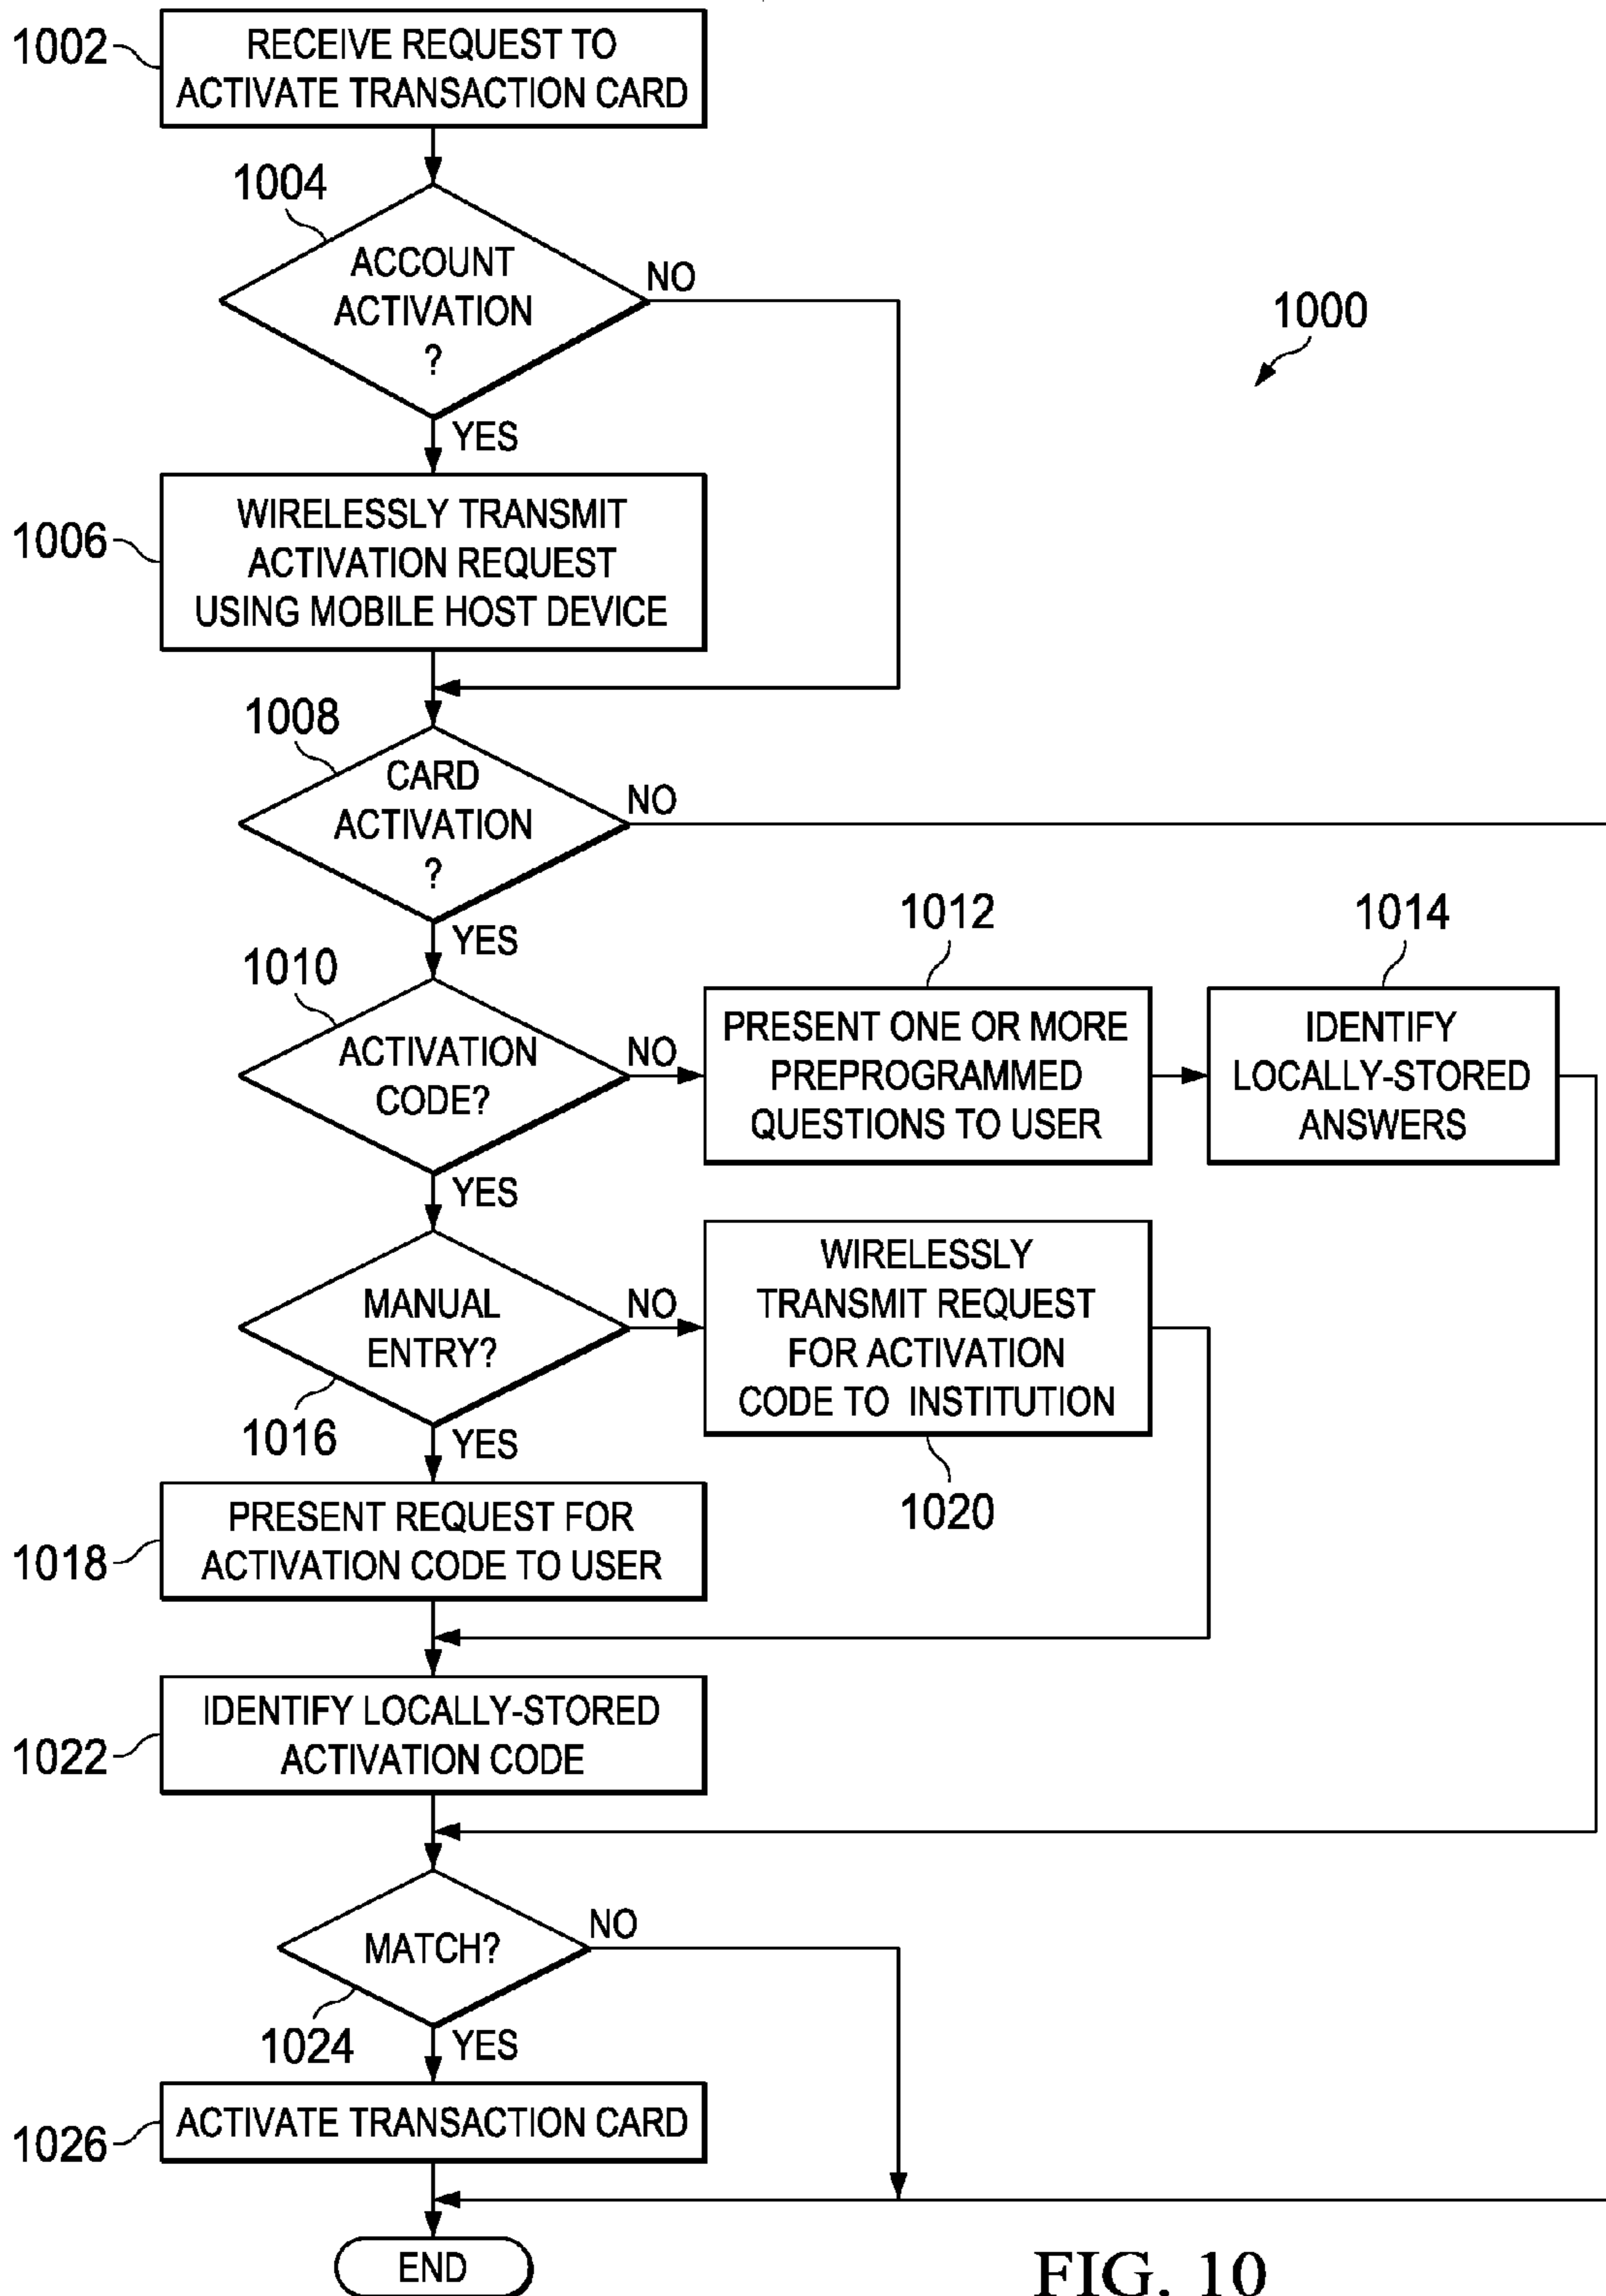 1002
RECEIVE REQUEST TO
ACTIVATE TRANSACTION CARD
1004
ACCOUNT
ACTIVATION
?
NO
YES
1000
1006
WIRELESSLY TRANSMIT
ACTIVATION REQUEST
USING MOBILE HOST DEVICE
1008
CARD
ACTIVATION
?
NO
YES
1010
ACTIVATION
CODE?
NO
YES
1012
PRESENT ONE OR MORE
PREPROGRAMMED
QUESTIONS TO USER
1014
IDENTIFY
LOCALLY-STORED
ANSWERS
MANUAL
ENTRY?
1016
NO
YES
WIRELESSLY
TRANSMIT REQUEST
FOR ACTIVATION
CODE TO INSTITUTION
1020
1018
PRESENT REQUEST FOR
ACTIVATION CODE TO USER
1022
IDENTIFY LOCALLY-STORED
ACTIVATION CODE
MATCH?
NO
1024
YES
1026
ACTIVATE TRANSACTION CARD
END
FIG. 10